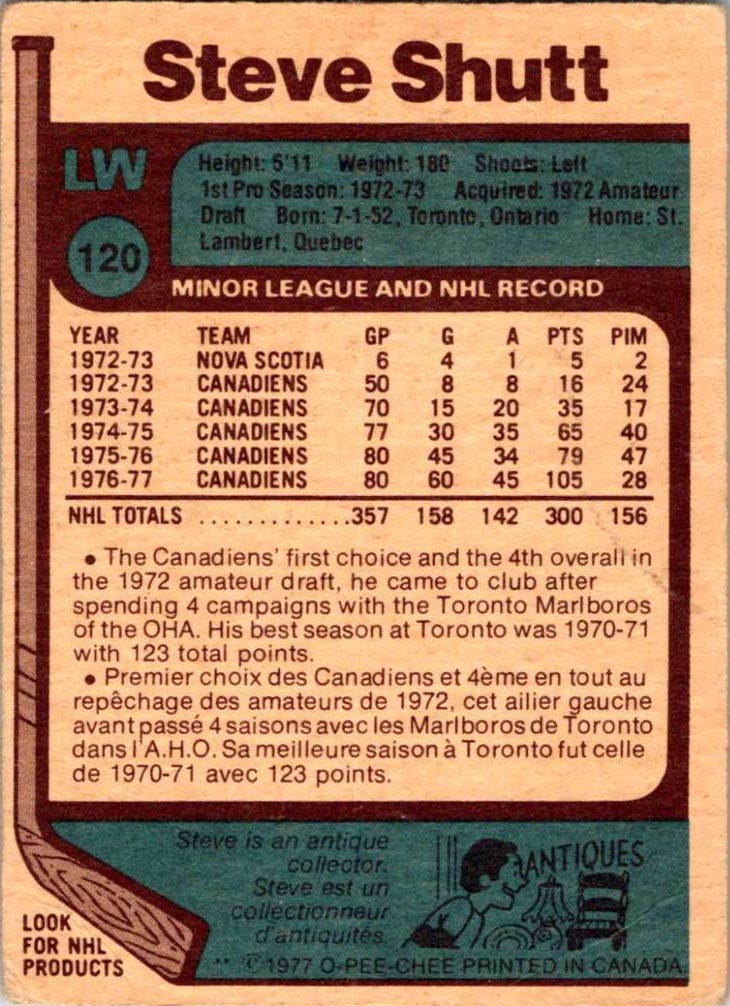 Steve Shutt
LW
Height: 5'11 Weight: 180 Shoots: Left
1st Pro Season: 1972-73 Acquired: 1972 Amateur
Draft Born: 7-1-52, Toronto, Ontario Home: St.
Lambert, Quebec
120
MINOR LEAGUE AND NHL RECORD
YEAR TEAM GP G A PTS PIM
1972-73 NOVA SCOTIA 6 4 1 5 2
1972-73 CANADIENS 50 8 8 16 24
1973-74 CANADIENS 70 15 20 35 17
1974-75 CANADIENS 77 30 35 65 40
1975-76 CANADIENS 80 45 34 79 47
1976-77 CANADIENS 80 60 45 105 28
NHL TOTALS .............357 158 142 300 156
• The Canadiens' first choice and the 4th overall in
the 1972 amateur draft, he came to club after
spending 4 campaigns with the Toronto Marlboros
of the OHA. His best season at Toronto was 1970-71
with 123 total points.
• Premier choix des Canadiens et 4ème en tout au
repêchage des amateurs de 1972, cet ailier gauche
avant passé 4 saisons avec les Marlboros de Toronto
dans l'A.H.O. Sa meilleure saison à Toronto fut celle
de 1970-71 avec 123 points.
Steve is an antique
collector.
Steve est un
collectionneur
d'antiquités.
ANTIQUES
LOOK
FOR NHL
PRODUCTS
** © 1977 O-PEE-CHEE PRINTED IN CANADA